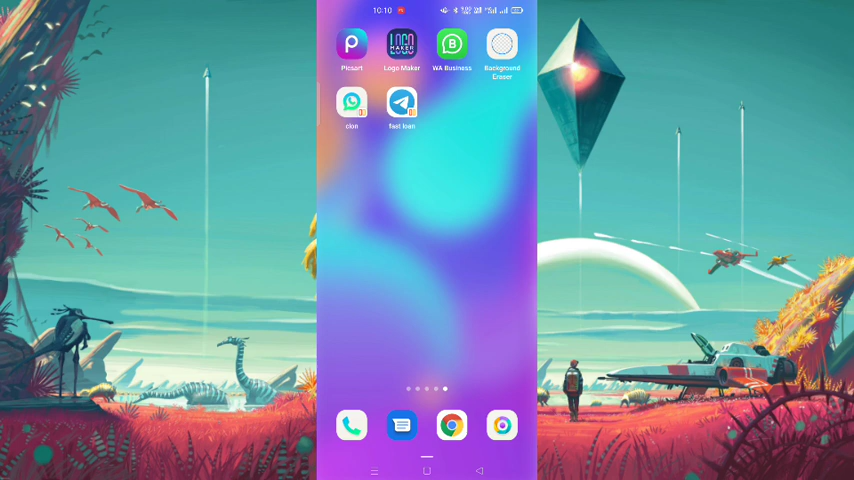 10:10
Picsart
Logo Maker
WA Business
Background
Eraser
LOGO
MAKER
clon
fast loan